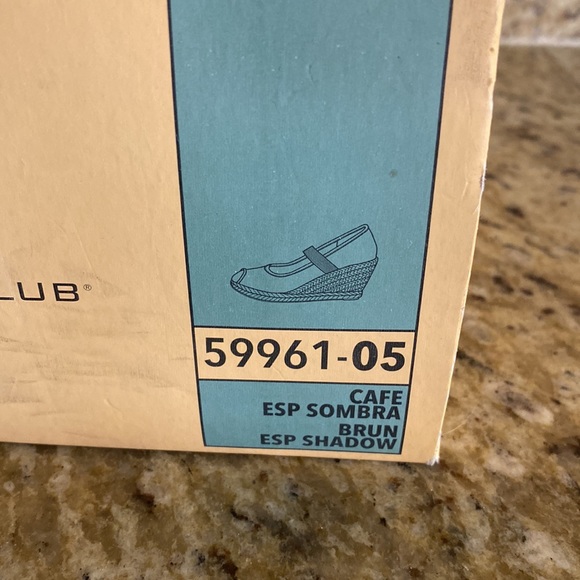 LUB®
59961-05
CAFE
ESP SOMBRA
BRUN
ESP SHADOW